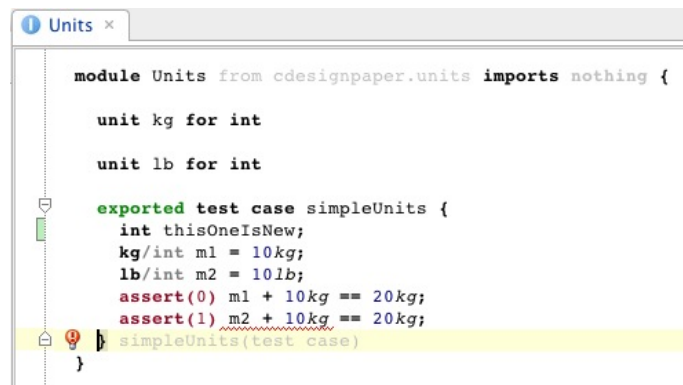 Units ×
module Units from cdesignpaper.units imports nothing {
unit kg for int
unit lb for int
exported test case simpleUnits {
int thisOneIsNew;
kg/int m1 = 10kg;
lb/int m2 = 10lb;
assert(0) m1 + 10kg == 20kg;
assert(1) m2 + 10kg == 20kg;
} simpleUnits(test case)
}